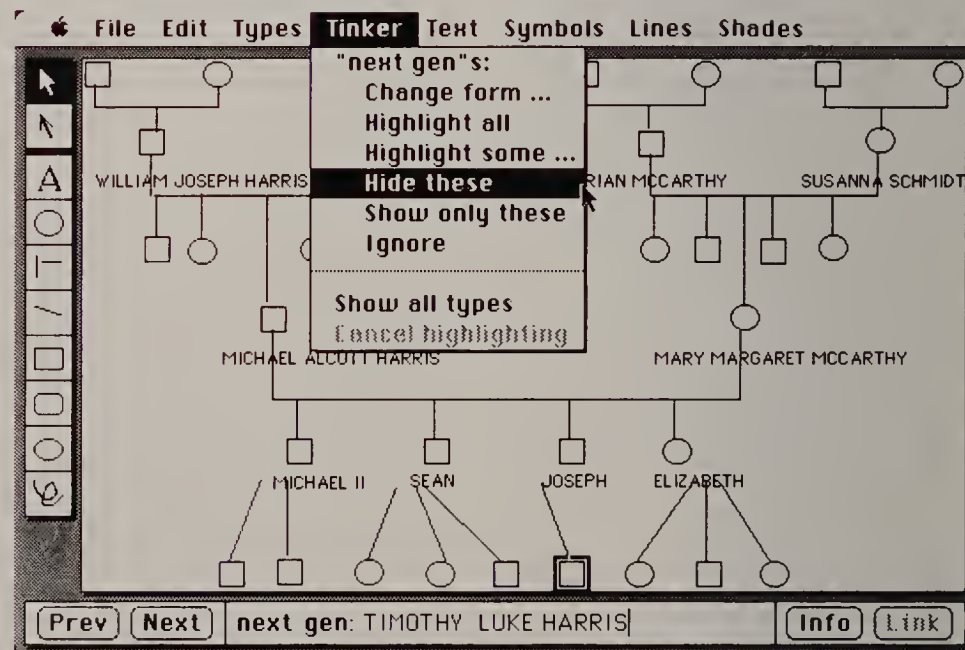 File Edit Types Tinker Text Symbols Lines Shades
"next gen"s:
Change form ...
Highlight all
Highlight some ...
Hide these
Show only these
Ignore
Show all types
Cancel highlighting
A
WILLIAM JOSEPH HARRIS RIAN MCCARTHY SUSANNA SCHMIDT
MICHAEL ALCOTT HARRIS MARY MARGARET MCCARTHY
MICHAEL II SEAN JOSEPH ELIZABETH
Prev Next next gen: TIMOTHY LUKE HARRIS Info Link